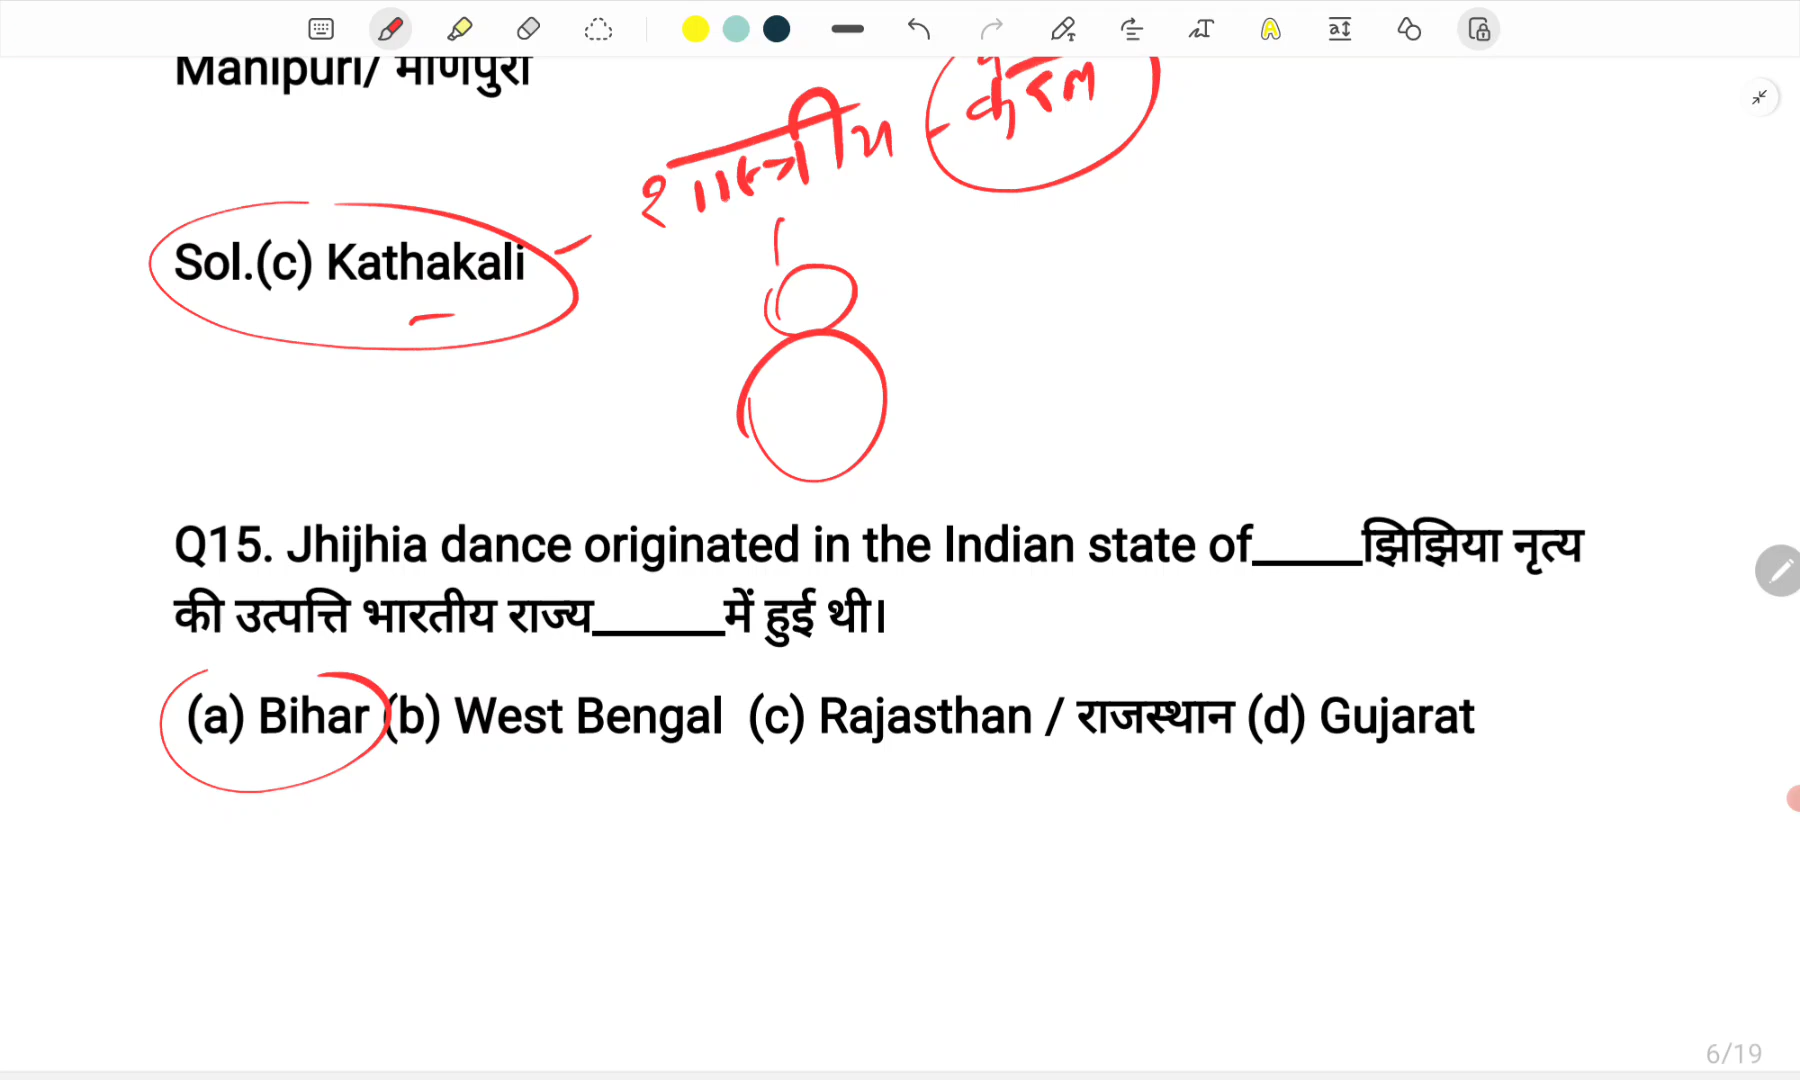 Manipuri/ मणिपुरी
शास्त्रीय - केरल
Sol.(c) Kathakali -
8
Q15. Jhijhia dance originated in the Indian state of_____झिझिया नृत्य
की उत्पत्ति भारतीय राज्य______में हुई थी।
(a) Bihar (b) West Bengal (c) Rajasthan / राजस्थान (d) Gujarat
6/19